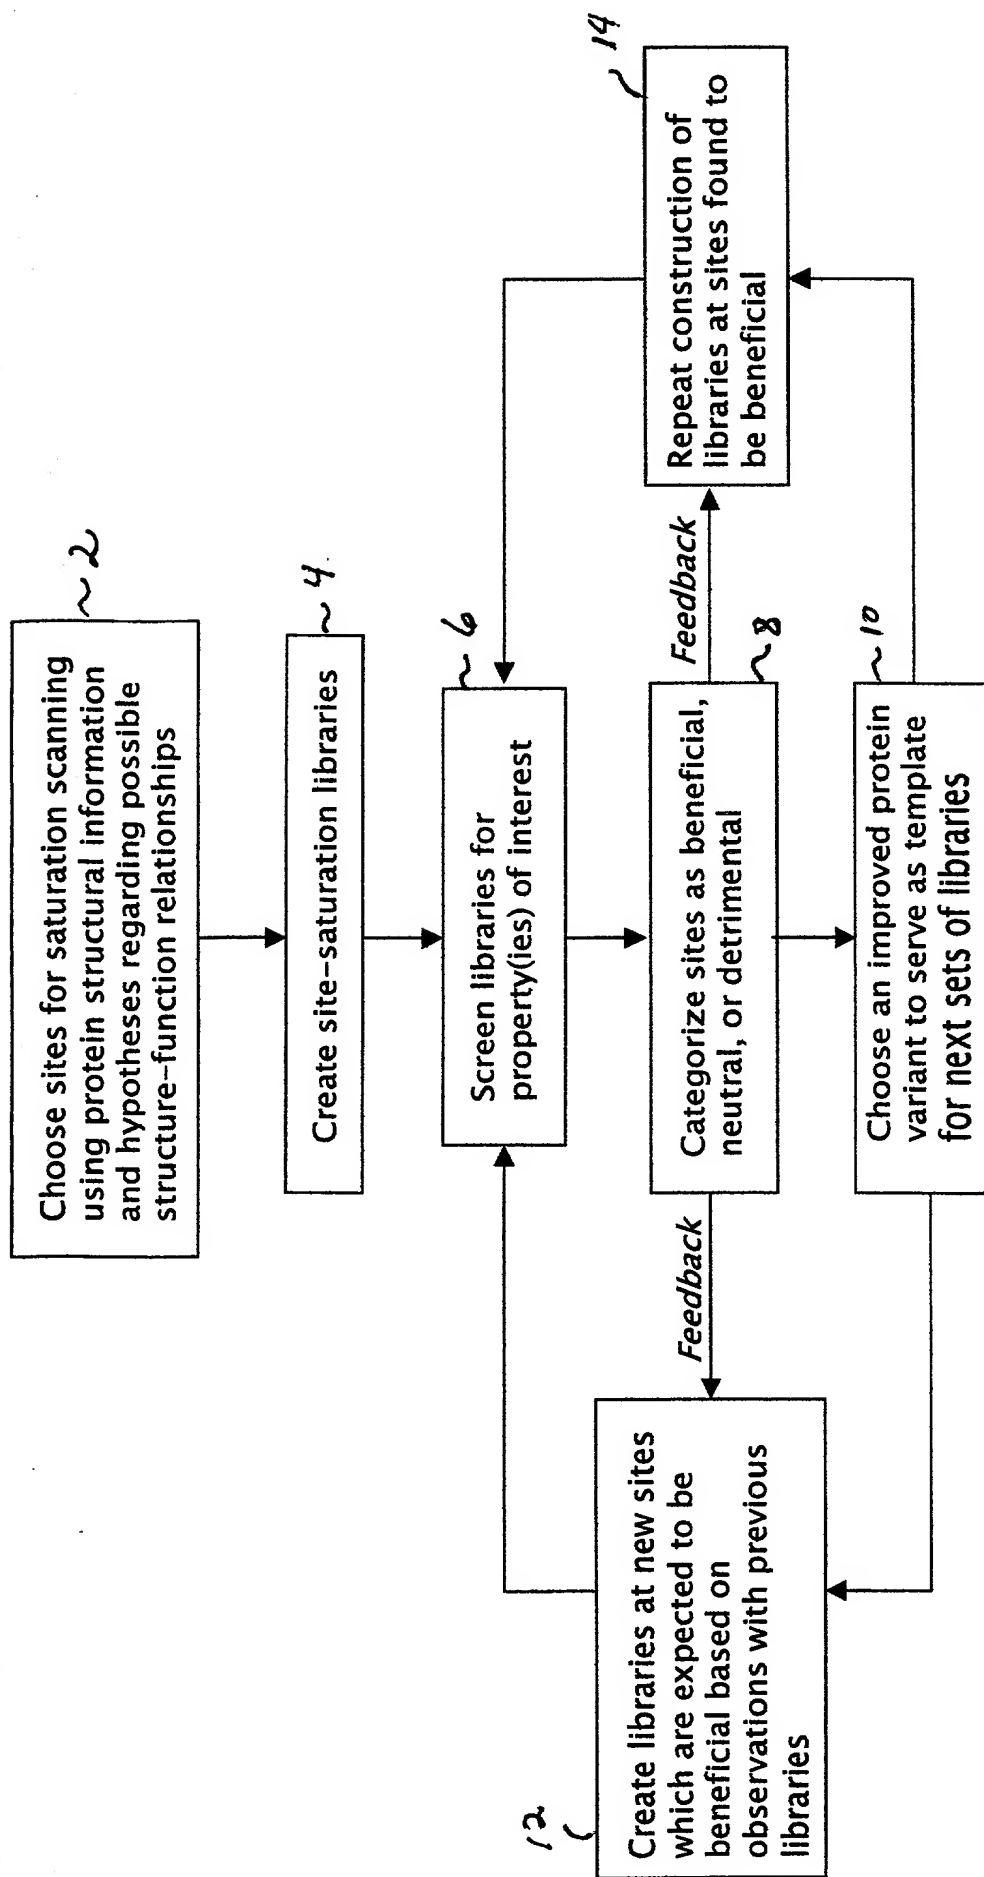 Choose sites for saturation scanning
using protein structural information
and hypotheses regarding possible
structure-function relationships
~ 2
Create site-saturation libraries
~ 4.
Screen libraries for
property(ies) of interest
~ 6
Categorize sites as beneficial,
neutral, or detrimental
~ 8
Feedback
Feedback
Choose an improved protein
variant to serve as template
for next sets of libraries
~ 10
12
Create libraries at new sites
which are expected to be
beneficial based on
observations with previous
libraries
14
Repeat construction of
libraries at sites found to
be beneficial